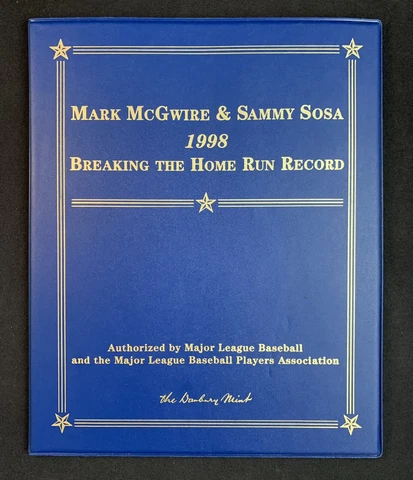 MARK MCGWIRE & SAMMY SOSA
1998
BREAKING THE HOME RUN RECORD
Authorized by Major League Baseball
and the Major League Baseball Players Association
The Danbury Mint